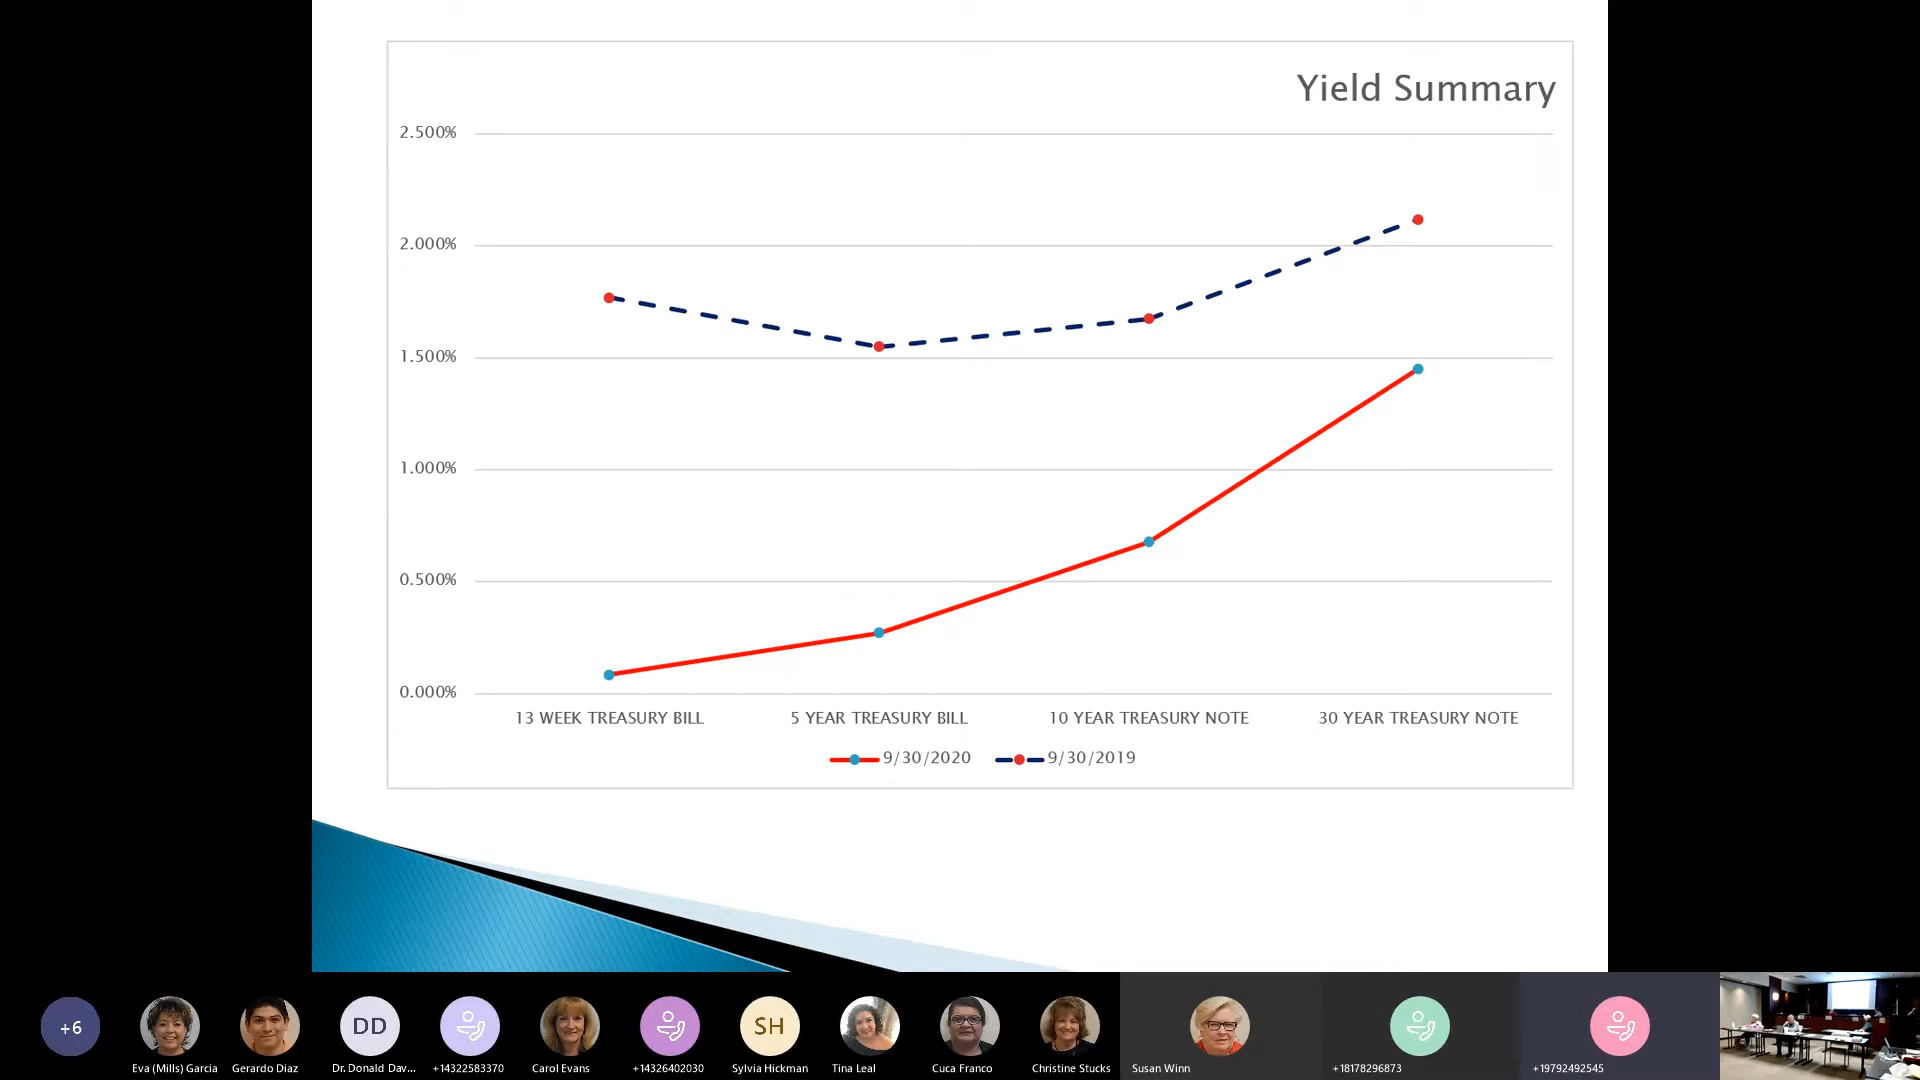 Yield Summary
2.500%
2.000%
1.500%
1.000%
0.500%
0.000%
13 WEEK TREASURY BILL
5 YEAR TREASURY BILL
10 YEAR TREASURY NOTE
30 YEAR TREASURY NOTE
9/30/2020
9/30/2019
+6
DD
SH
Eva (Mills) Garcia
Gerardo Diaz
Dr. Donald Dav...
+14322583370
Carol Evans
+14326402030
Sylvia Hickman
Tina Leal
Cuca Franco
Christine Stucks
Susan Winn
+18178296873
+19792492545